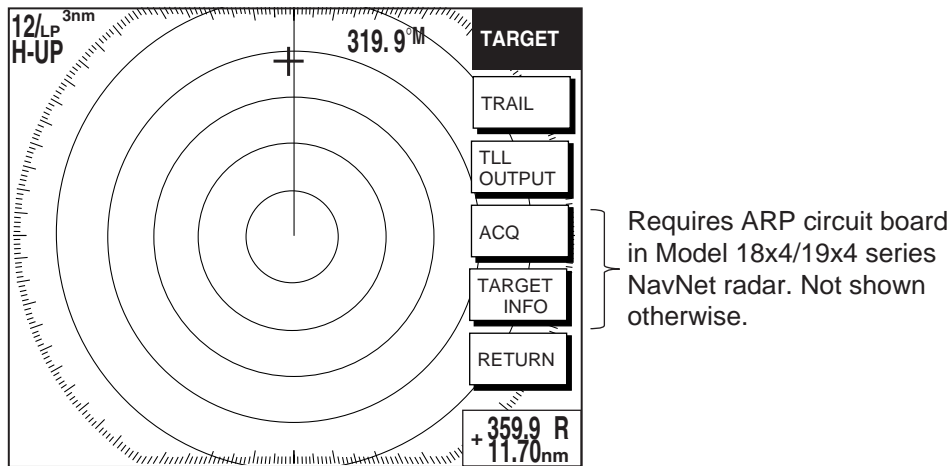 12/LP 3nm
H-UP
319.9°M
TARGET
TRAIL
TLL
OUTPUT
ACQ
TARGET
INFO
RETURN
+ 359.9 R
11.70nm
Requires ARP circuit board
in Model 18x4/19x4 series
NavNet radar. Not shown
otherwise.